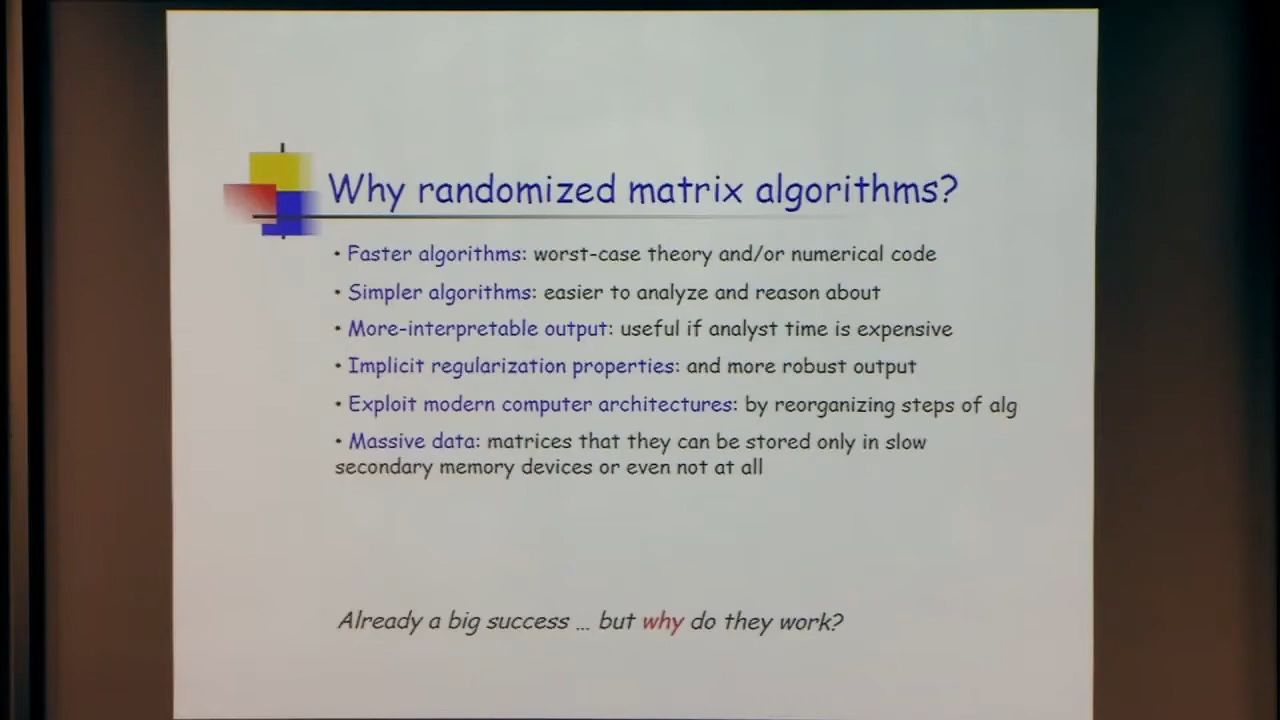 Why randomized matrix algorithms?
• Faster algorithms: worst-case theory and/or numerical code
• Simpler algorithms: easier to analyze and reason about
• More-interpretable output: useful if analyst time is expensive
• Implicit regularization properties: and more robust output
• Exploit modern computer architectures: by reorganizing steps of alg
• Massive data: matrices that they can be stored only in slow
secondary memory devices or even not at all
Already a big success … but why do they work?